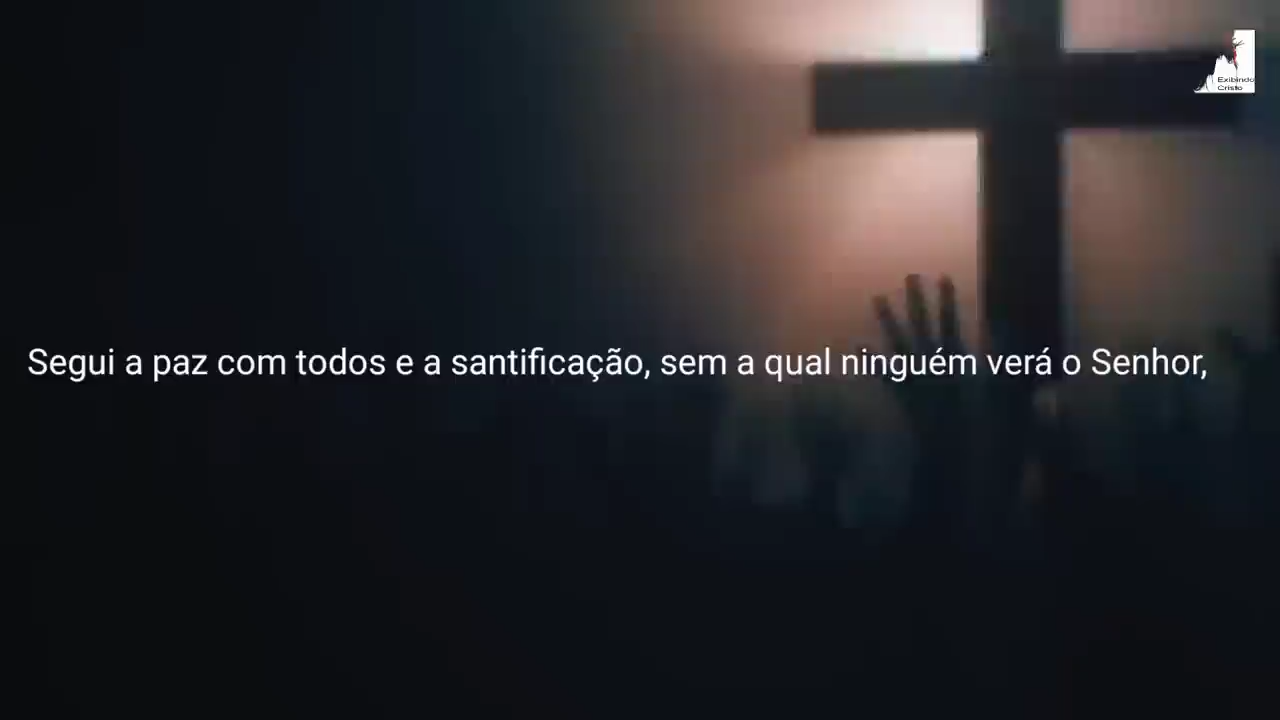 Exibindo
Cristo
Segui a paz com todos e a santificação, sem a qual ninguém verá o Senhor,